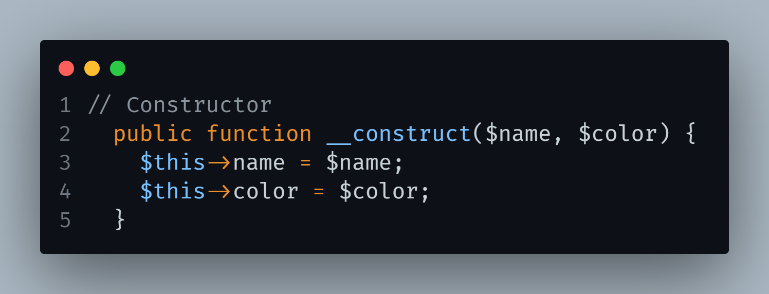 1 // Constructor
2   public function __construct($name, $color) {
3     $this->name = $name;
4     $this->color = $color;
5   }